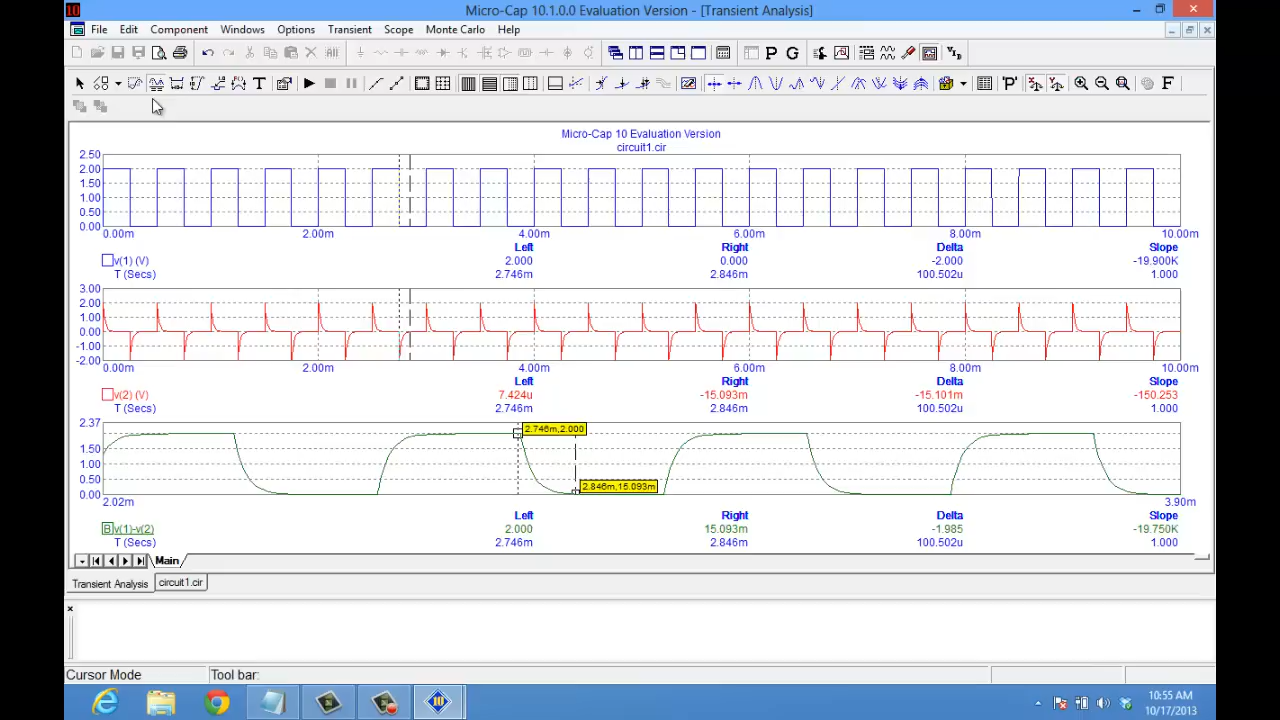 10 Micro-Cap 10.1.0.0 Evaluation Version - [Transient Analysis]
File Edit Component Windows Options Transient Scope Monte Carlo Help
Micro-Cap 10 Evaluation Version
circuit1.cir
2.50
2.00
1.50
1.00
0.50
0.00
0.00m 2.00m 4.00m 6.00m 8.00m 10.00m
Left Right Delta Slope
v(1) (V) 2.000 0.000 -2.000 -19.900K
T (Secs) 2.746m 2.846m 100.502u 1.000
3.00
2.00
1.00
0.00
-1.00
-2.00
0.00m 2.00m 4.00m 6.00m 8.00m 10.00m
Left Right Delta Slope
v(2) (V) 7.424u -15.093m -15.101m -150.253
T (Secs) 2.746m 2.846m 100.502u 1.000
2.37
2.746m,2.000
1.50
1.00
0.50
2.846m,15.093m
0.00
2.02m 3.90m
Left Right Delta Slope
B v(1)-v(2) 2.000 15.093m -1.985 -19.750K
T (Secs) 2.746m 2.846m 100.502u 1.000
Main
Transient Analysis circuit1.cir
Cursor Mode Tool bar:
10:55 AM
10/17/2013